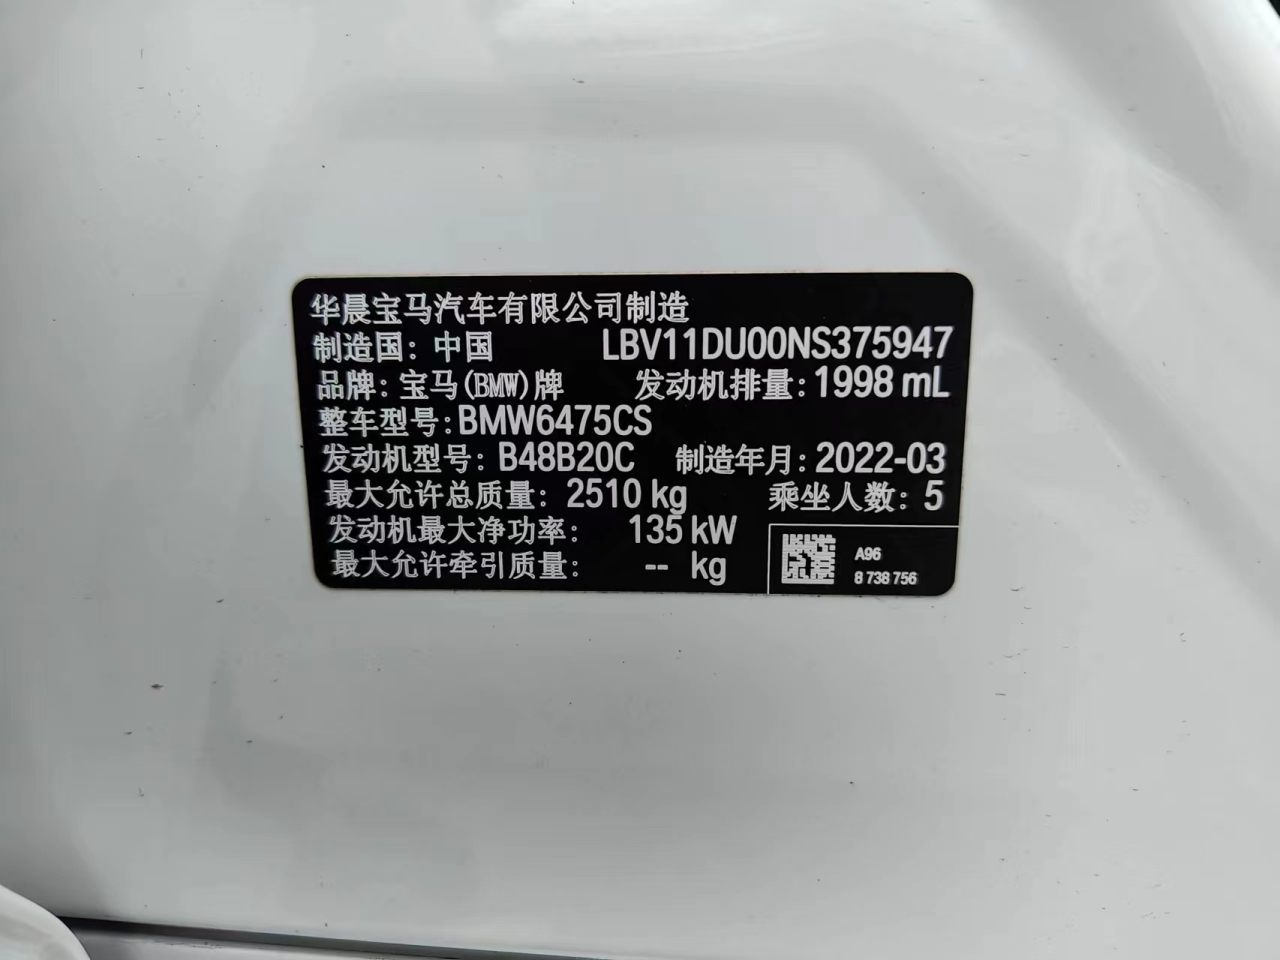 华晨宝马汽车有限公司制造
制造国：中国 LBV11DU00NS375947
品牌：宝马(BMW)牌 发动机排量：1998 mL
整车型号：BMW6475CS
发动机型号：B48B20C 制造年月：2022-03
最大允许总质量：2510 kg 乘坐人数：5
发动机最大净功率：135 kW
最大允许牵引质量：-- kg
A96
8 738 756